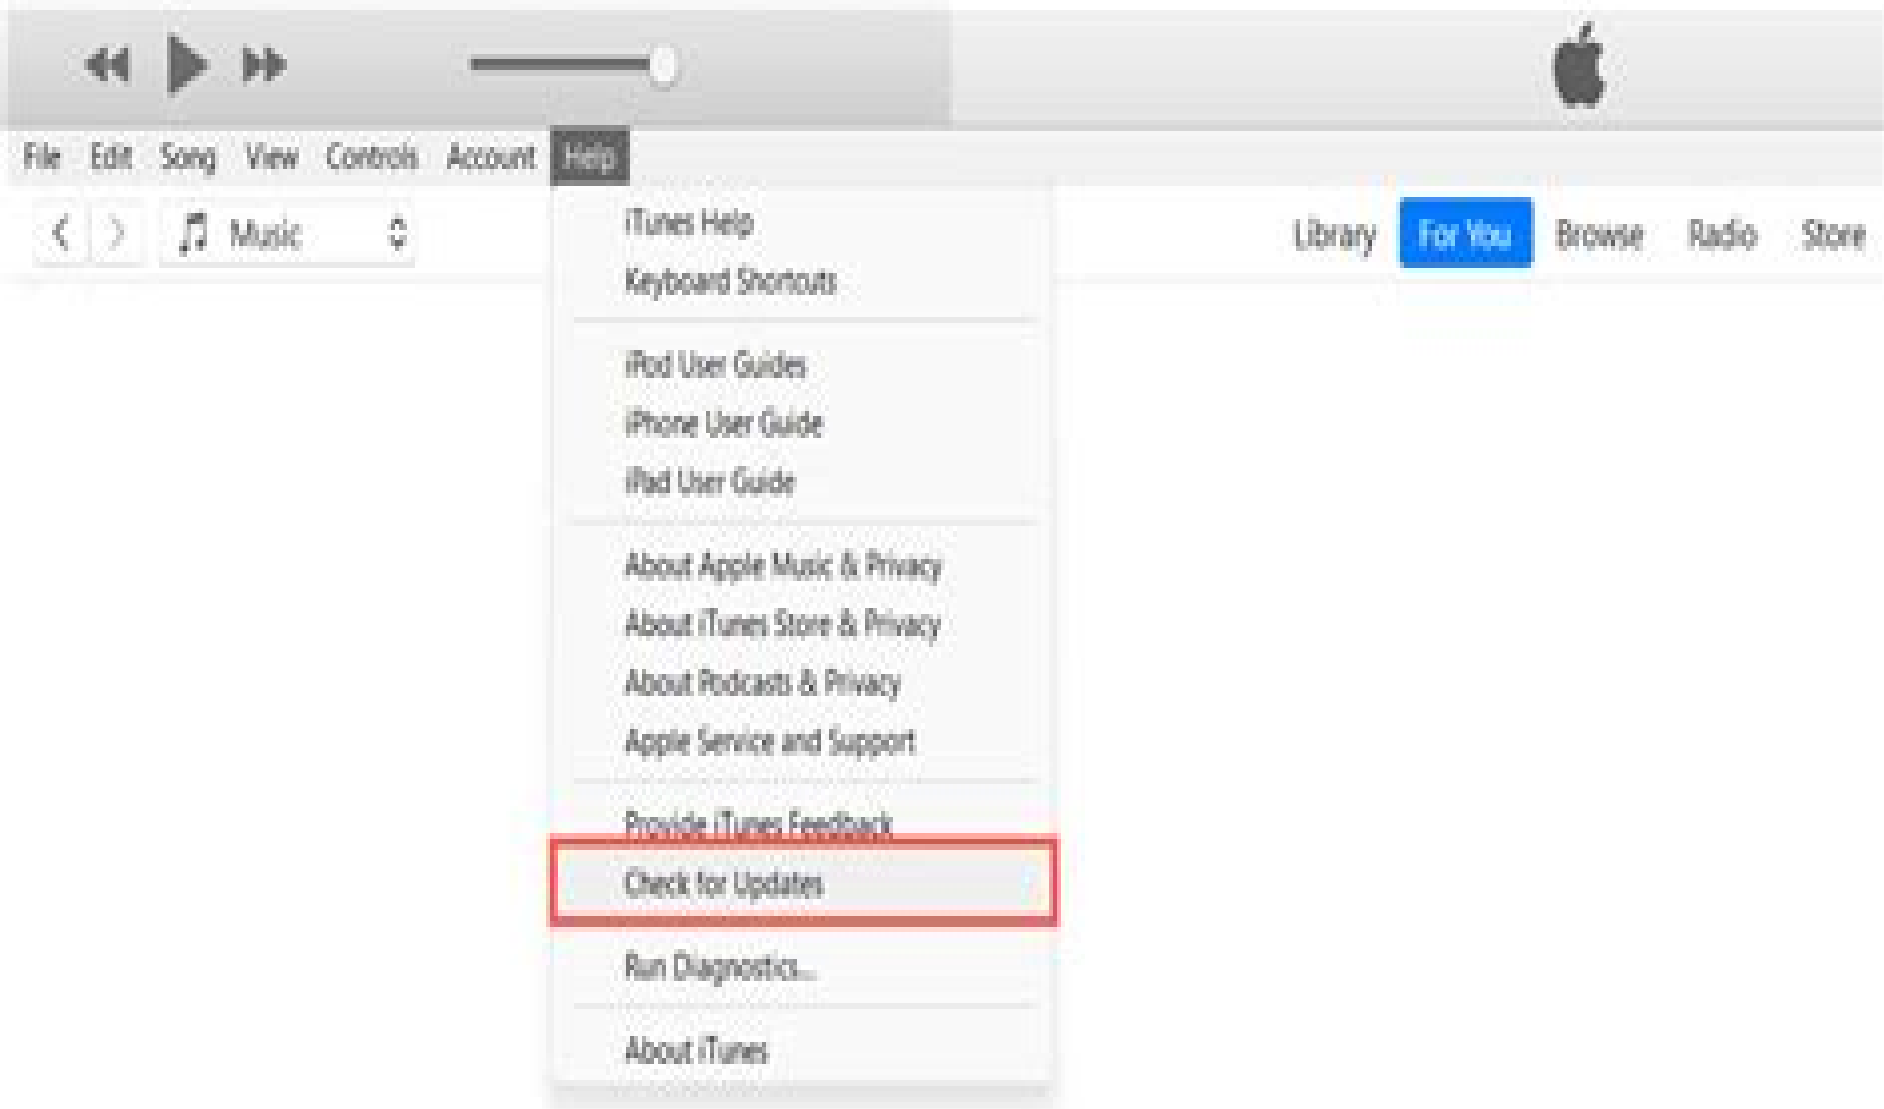 File Edit Song View Controls Account Help
Music
Library For You Browse Radio Store
iTunes Help
Keyboard Shortcuts
iPod User Guides
iPhone User Guide
iPad User Guide
About Apple Music & Privacy
About iTunes Store & Privacy
About Podcasts & Privacy
Apple Service and Support
Provide iTunes Feedback
Check for Updates
Run Diagnostics...
About iTunes